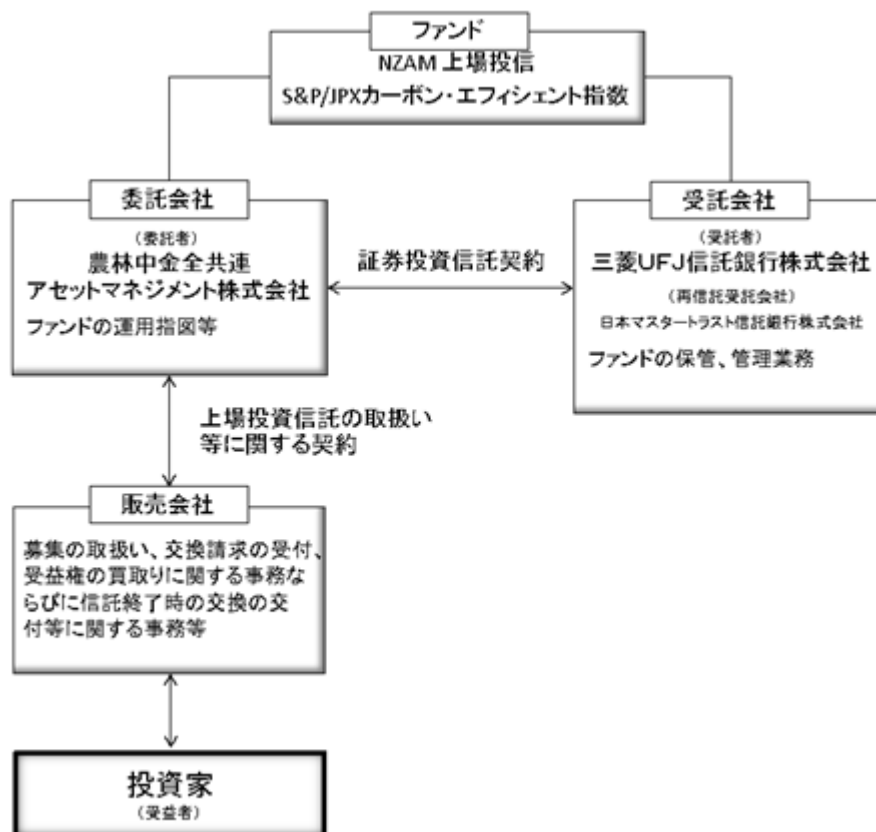 ファンド
NZAM 上場投信
S&P/JPXカーボン・エフィシェント指数
委託会社
(委託者)
農林中金全共連
アセットマネジメント株式会社
ファンドの運用指図等
証券投資信託契約
受託会社
(受託者)
三菱UFJ信託銀行株式会社
(再信託受託会社)
日本マスタートラスト信託銀行株式会社
ファンドの保管、管理業務
上場投資信託の取扱い
等に関する契約
販売会社
募集の取扱い、交換請求の受付、
受益権の買取りに関する事務な
らびに信託終了時の交換の交
付等に関する事務等
投資家
(受益者)